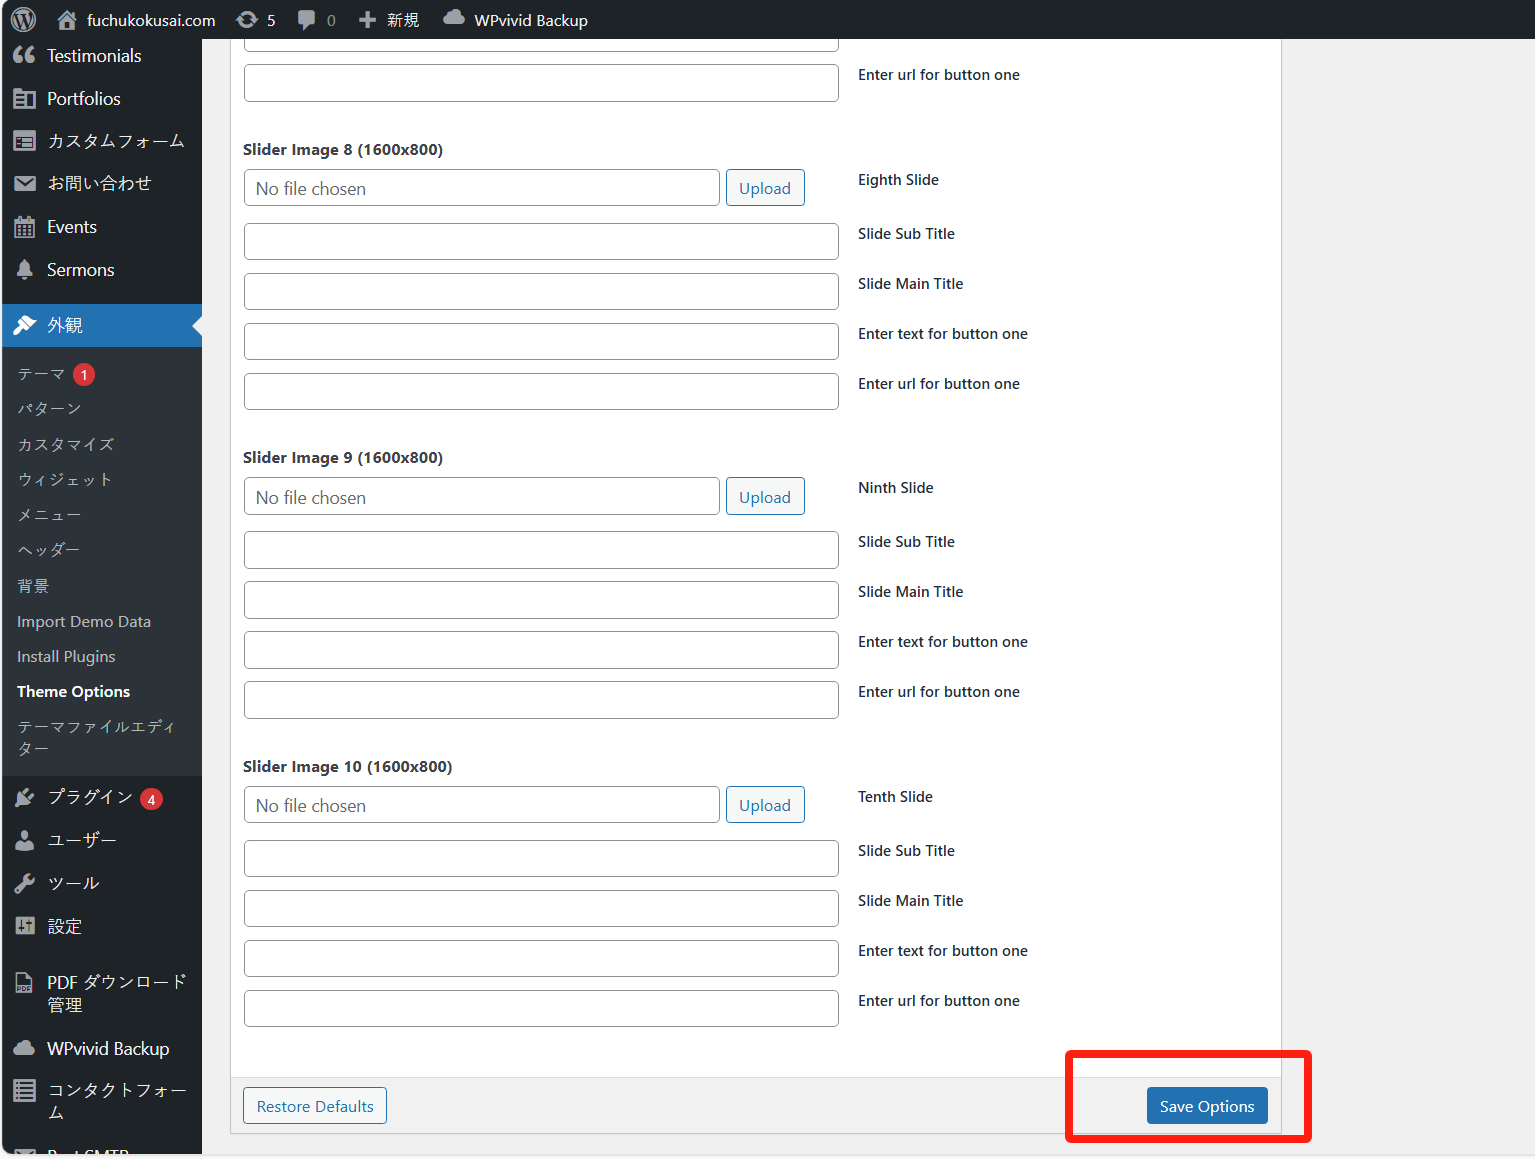 fuchukokusai.com 5 0 新規 WPvivid Backup
Testimonials
Portfolios
カスタムフォーム
お問い合わせ
Events
Sermons
外観
テーマ 1
パターン
カスタマイズ
ウィジェット
メニュー
ヘッダー
背景
Import Demo Data
Install Plugins
Theme Options
テーマファイルエディ
ター
プラグイン 4
ユーザー
ツール
設定
PDF ダウンロード
管理
WPvivid Backup
コンタクトフォー
ム
Post SMTP
Enter url for button one
Slider Image 8 (1600x800)
No file chosen Upload Eighth Slide
Slide Sub Title
Slide Main Title
Enter text for button one
Enter url for button one
Slider Image 9 (1600x800)
No file chosen Upload Ninth Slide
Slide Sub Title
Slide Main Title
Enter text for button one
Enter url for button one
Slider Image 10 (1600x800)
No file chosen Upload Tenth Slide
Slide Sub Title
Slide Main Title
Enter text for button one
Enter url for button one
Restore Defaults Save Options